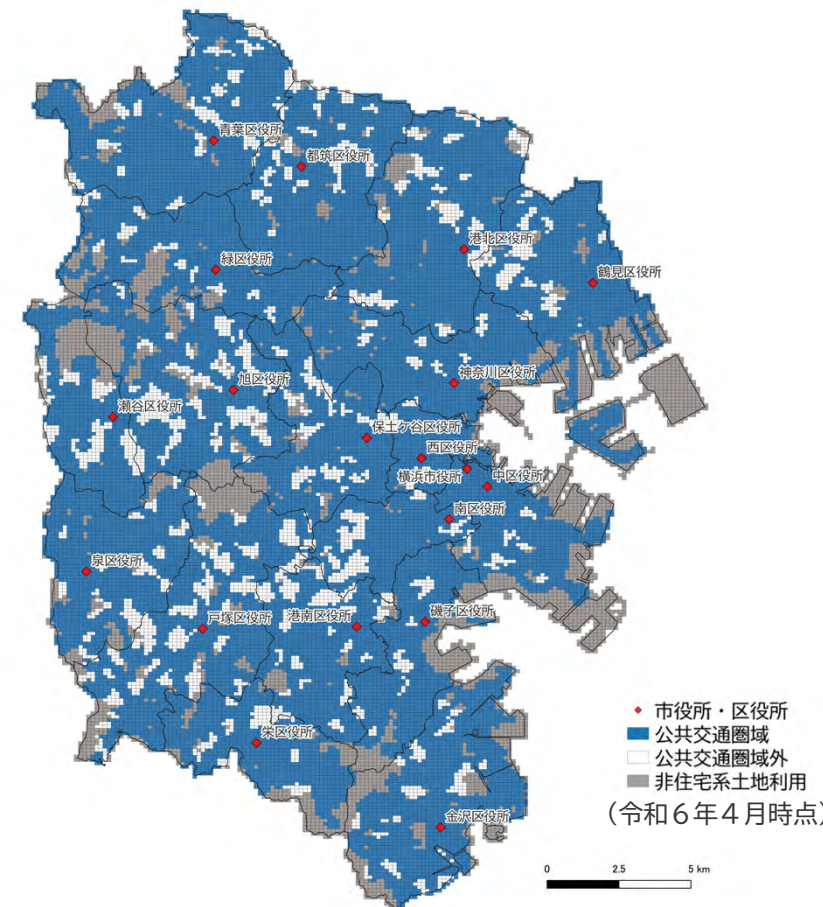 青葉区役所
都筑区役所
港北区役所
緑区役所
鶴見区役所
神奈川区役所
旭区役所
瀬谷区役所
保土ケ谷区役所
西区役所
横浜市役所
中区役所
南区役所
泉区役所
戸塚区役所
港南区役所
磯子区役所
栄区役所
金沢区役所
市役所・区役所
公共交通圏域
公共交通圏域外
非住宅系土地利用
（令和６年４月時点）
0 2.5 5 km